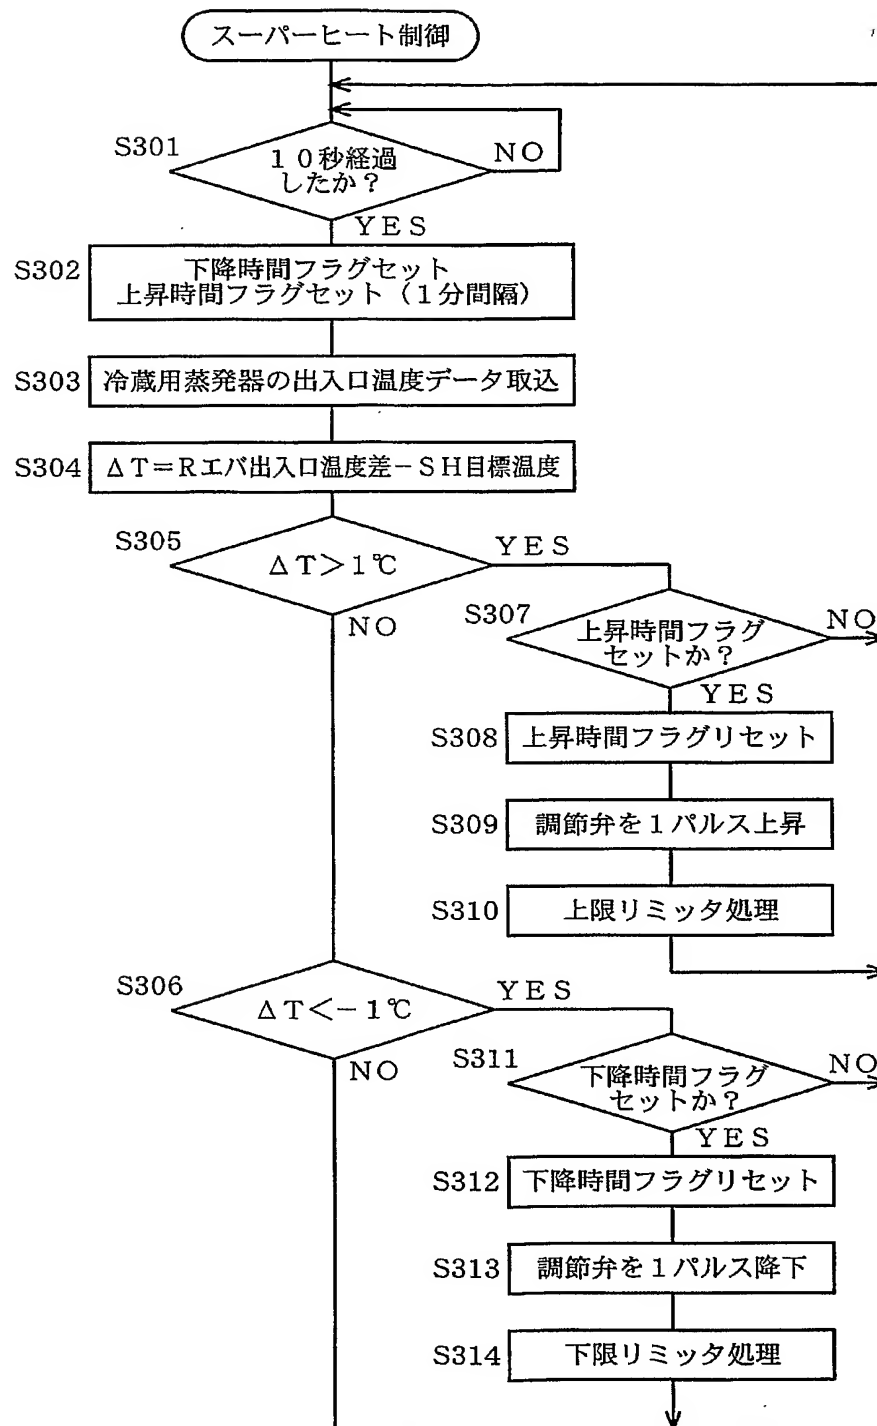 スーパーヒート制御
S301
１０秒経過
したか？
NO
YES
S302
下降時間フラグセット
上昇時間フラグセット（１分間隔）
S303
冷蔵用蒸発器の出入口温度データ取込
S304
ΔT＝Rエバ出入口温度差－SH目標温度
S305
ΔT＞1℃
YES
NO
S307
上昇時間フラグ
セットか？
NO
YES
S308
上昇時間フラグリセット
S309
調節弁を１パルス上昇
S310
上限リミッタ処理
S306
ΔT＜－1℃
YES
NO
S311
下降時間フラグ
セットか？
NO
YES
S312
下降時間フラグリセット
S313
調節弁を１パルス降下
S314
下限リミッタ処理